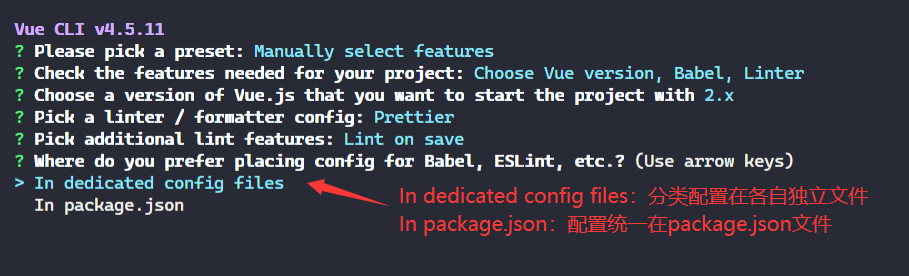 Vue CLI v4.5.11
? Please pick a preset: Manually select features
? Check the features needed for your project: Choose Vue version, Babel, Linter
? Choose a version of Vue.js that you want to start the project with 2.x
? Pick a linter / formatter config: Prettier
? Pick additional lint features: Lint on save
? Where do you prefer placing config for Babel, ESLint, etc.? (Use arrow keys)
> In dedicated config files
In package.json
In dedicated config files：分类配置在各自独立文件
In package.json：配置统一在package.json文件